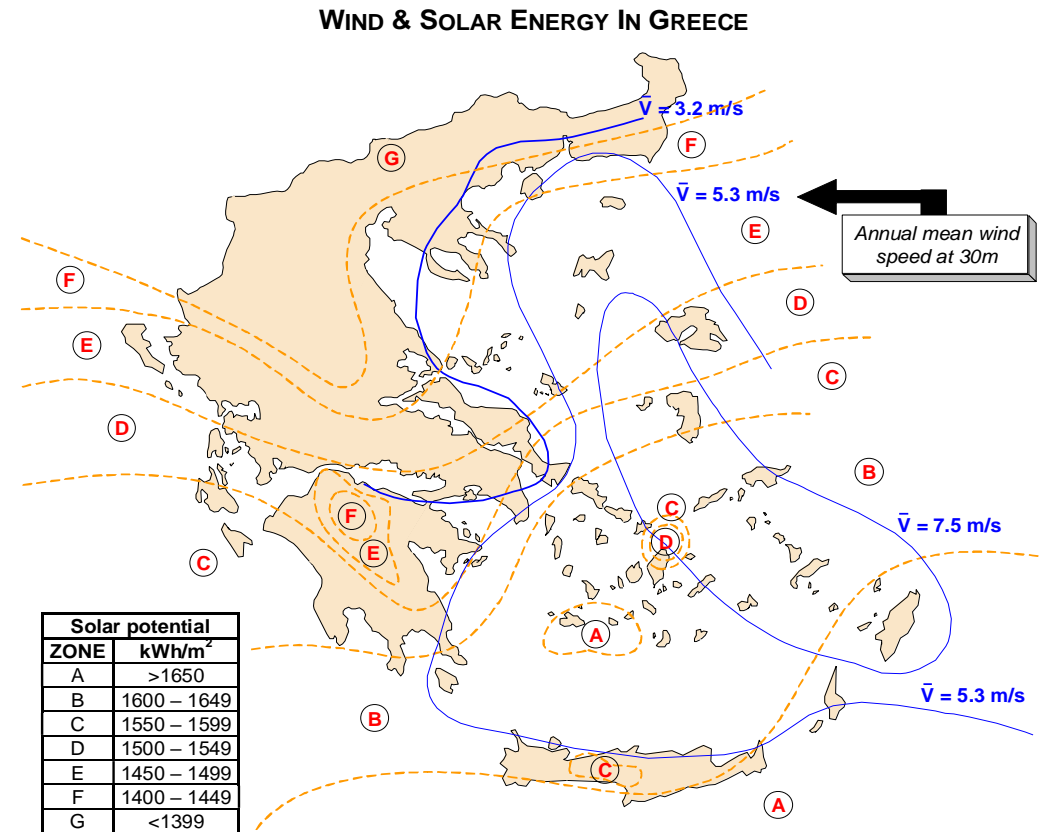 WIND & SOLAR ENERGY IN GREECE
V̄ = 3.2 m/s
G
F
V̄ = 5.3 m/s
E
Annual mean wind
speed at 30m
F
D
E
C
D
B
C
F
D
V̄ = 7.5 m/s
E
C
A
V̄ = 5.3 m/s
B
C
A
Solar potential
ZONE kWh/m²
A >1650
B 1600 – 1649
C 1550 – 1599
D 1500 – 1549
E 1450 – 1499
F 1400 – 1449
G <1399